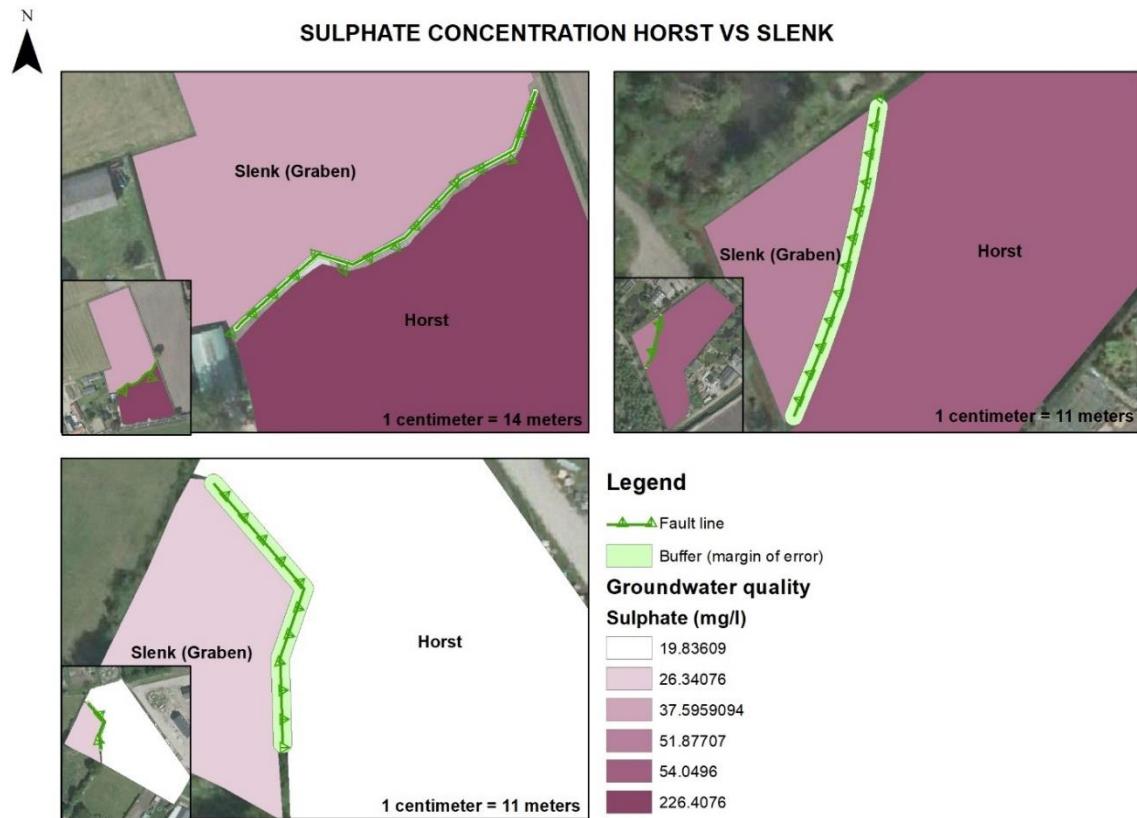 N
SULPHATE CONCENTRATION HORST VS SLENK
Slenk (Graben)
Horst
1 centimeter = 14 meters
Slenk (Graben)
Horst
1 centimeter = 11 meters
Slenk (Graben)
Horst
1 centimeter = 11 meters
Legend
Fault line
Buffer (margin of error)
Groundwater quality
Sulphate (mg/l)
19.83609
26.34076
37.5959094
51.87707
54.0496
226.4076